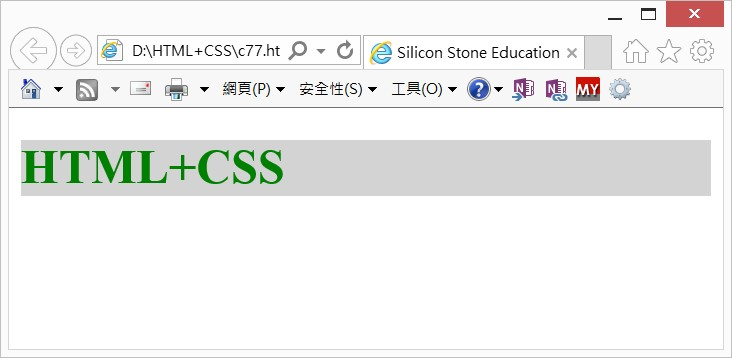 D:\HTML+CSS\c77.ht
Silicon Stone Education
網頁(P) 安全性(S) 工具(O) ? N N MY
HTML+CSS